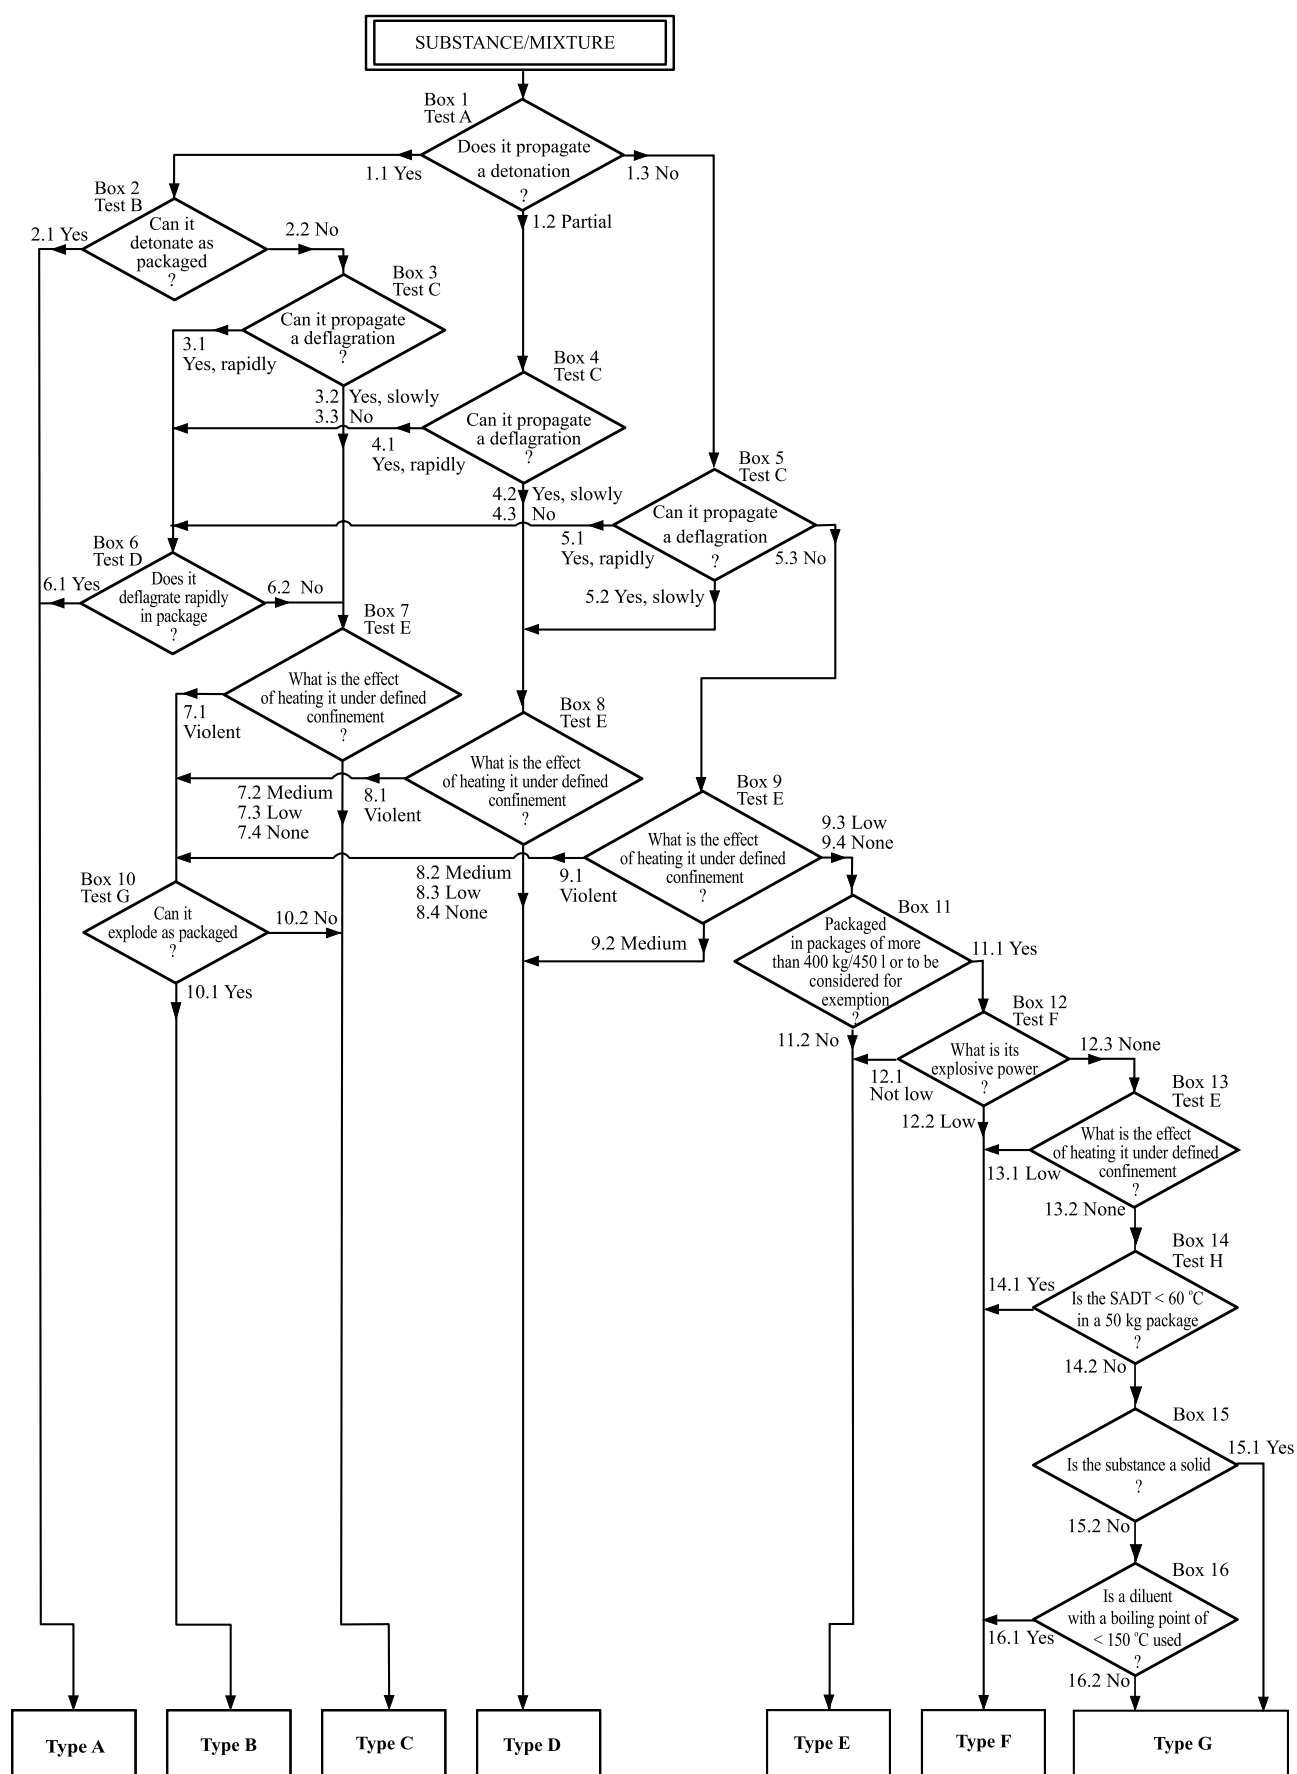 SUBSTANCE/MIXTURE
Box 1
Test A
Does it propagate
a detonation
?
1.1 Yes
1.3 No
1.2 Partial
Box 2
Test B
Can it
detonate as
packaged
?
2.1 Yes
2.2 No
Box 3
Test C
Can it propagate
a deflagration
?
3.1
Yes, rapidly
3.2 Yes, slowly
3.3 No
Box 4
Test C
Can it propagate
a deflagration
?
4.1
Yes, rapidly
4.2 Yes, slowly
4.3 No
Box 5
Test C
Can it propagate
a deflagration
?
5.1
Yes, rapidly
5.3 No
5.2 Yes, slowly
Box 6
Test D
Does it
deflagrate rapidly
in package
?
6.1 Yes
6.2 No
Box 7
Test E
What is the effect
of heating it under defined
confinement
?
7.1
Violent
7.2 Medium
7.3 Low
7.4 None
Box 8
Test E
What is the effect
of heating it under defined
confinement
?
8.1
Violent
8.2 Medium
8.3 Low
8.4 None
Box 9
Test E
What is the effect
of heating it under defined
confinement
?
9.1
Violent
9.2 Medium
9.3 Low
9.4 None
Box 10
Test G
Can it
explode as packaged
?
10.2 No
10.1 Yes
Box 11
Packaged
in packages of more
than 400 kg/450 l or to be
considered for
exemption
?
11.1 Yes
11.2 No
Box 12
Test F
What is its
explosive power
?
12.1
Not low
12.2 Low
12.3 None
Box 13
Test E
What is the effect
of heating it under defined
confinement
?
13.1 Low
13.2 None
Box 14
Test H
Is the SADT < 60 °C
in a 50 kg package
?
14.1 Yes
14.2 No
Box 15
Is the substance a solid
?
15.1 Yes
15.2 No
Box 16
Is a diluent
with a boiling point of
< 150 °C used
?
16.1 Yes
16.2 No
Type A
Type B
Type C
Type D
Type E
Type F
Type G